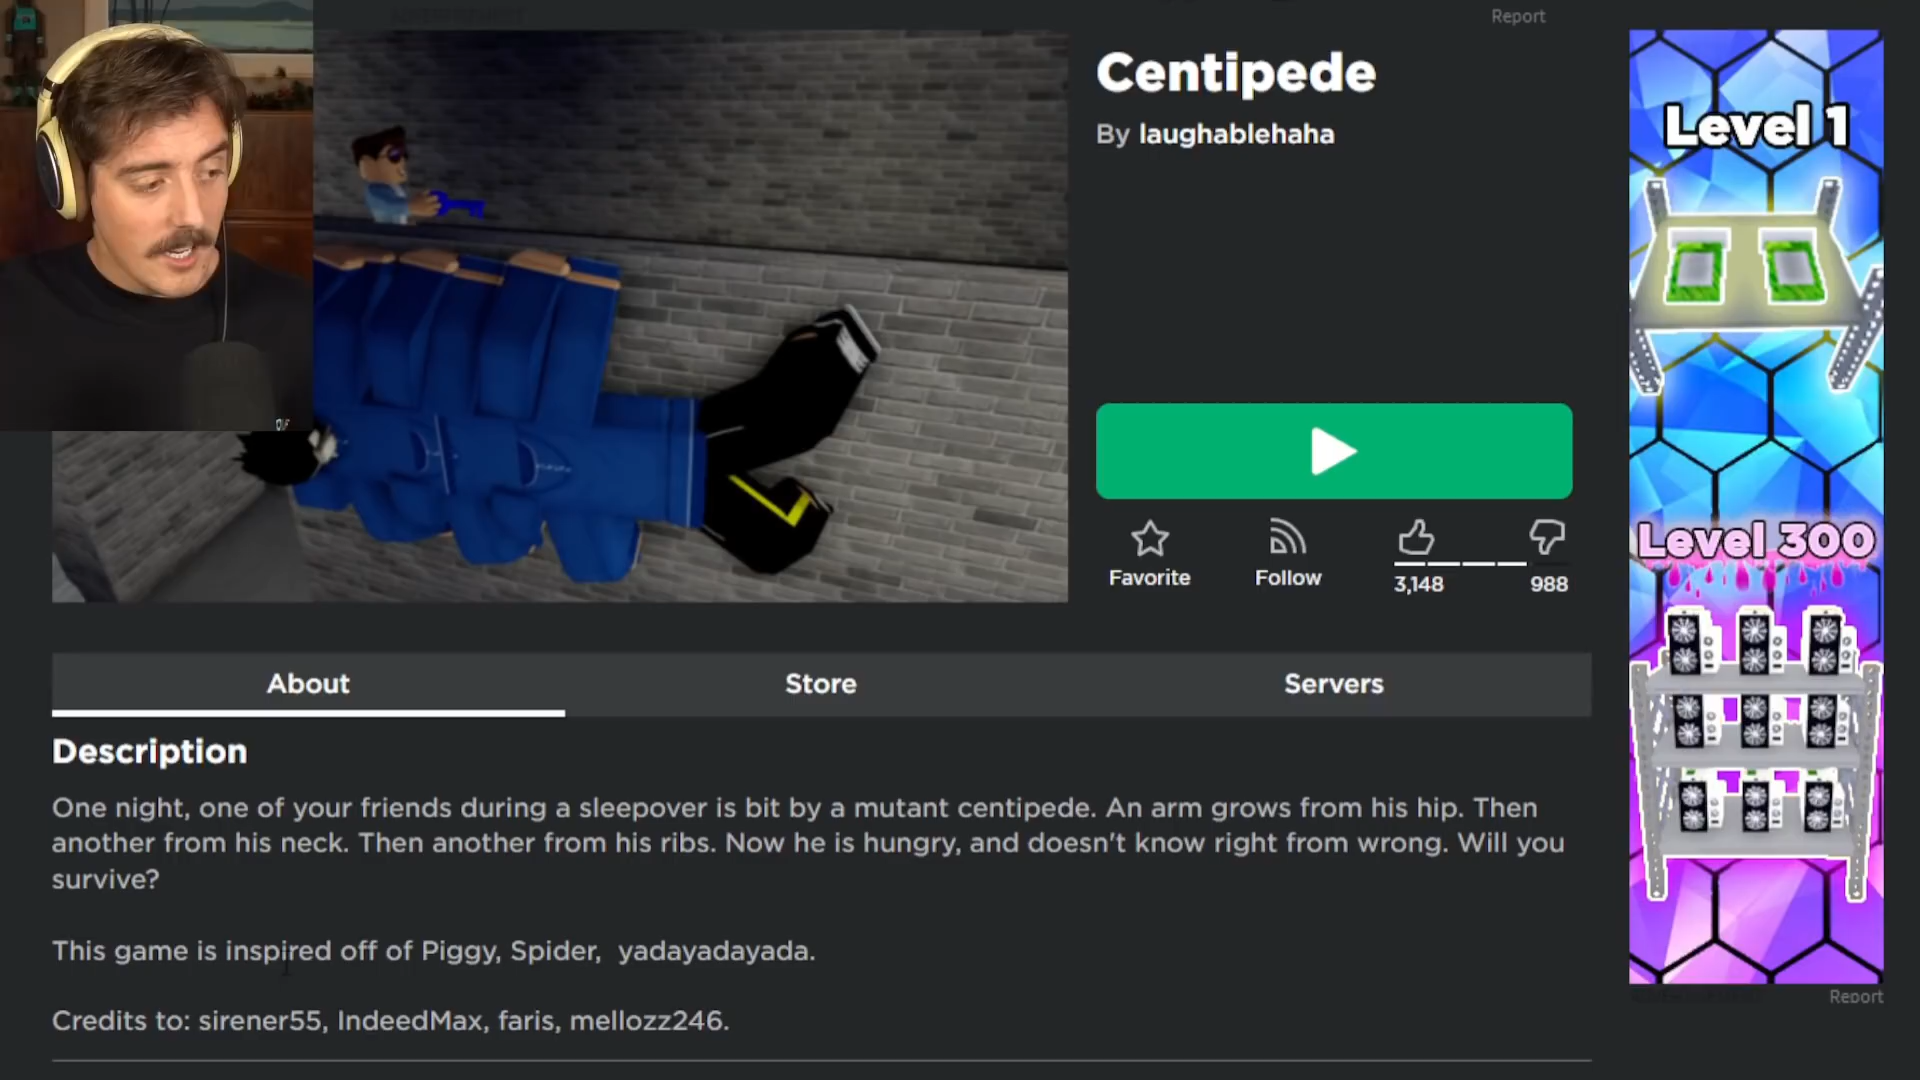 Report
Centipede
By laughablehaha
Level 1
Favorite
Follow
3,148
988
Level 300
About
Store
Servers
Description
One night, one of your friends during a sleepover is bit by a mutant centipede. An arm grows from his hip. Then
another from his neck. Then another from his ribs. Now he is hungry, and doesn't know right from wrong. Will you
survive?
This game is inspired off of Piggy, Spider,  yadayadayada.
Report
Credits to: sirener55, IndeedMax, faris, mellozz246.